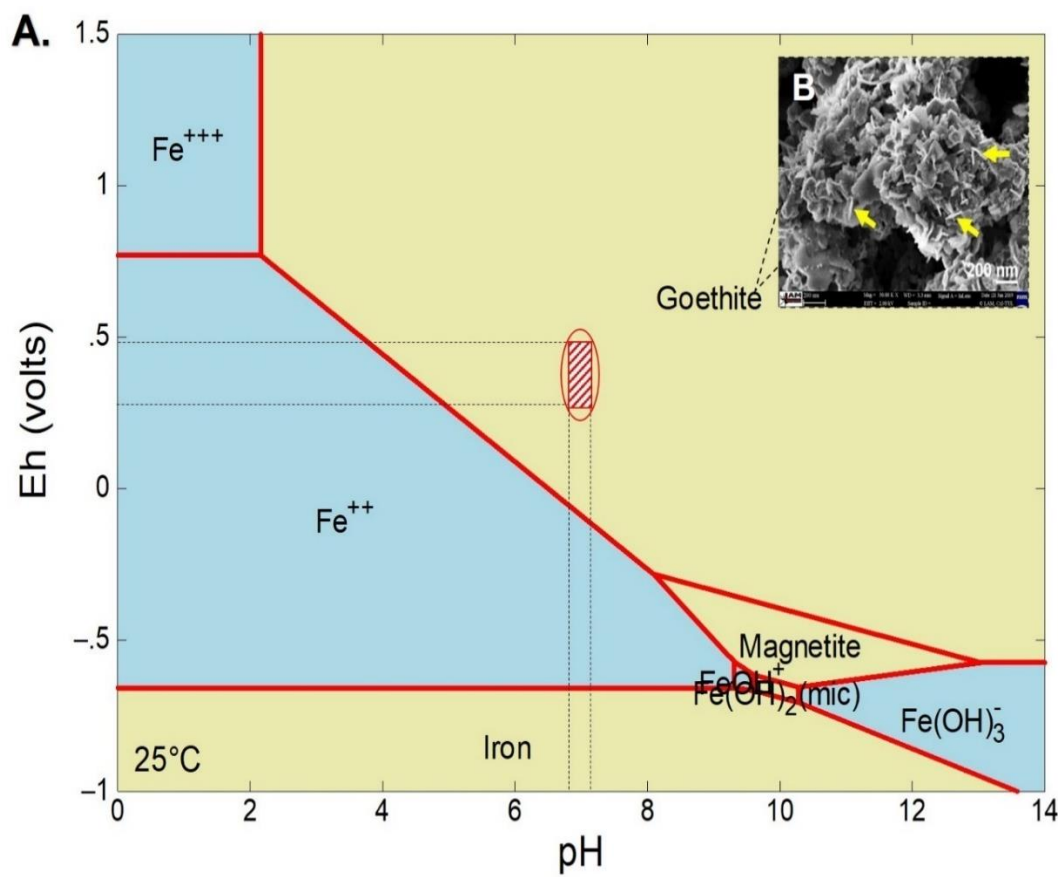 A.
1.5
1
.5
0
–.5
–1
Eh (volts)
Fe+++
Fe++
B
200 nm
Goethite
Magnetite
FeOH+
Fe(OH)2(mic)
Fe(OH)3-
Iron
25°C
0 2 4 6 8 10 12 14
pH